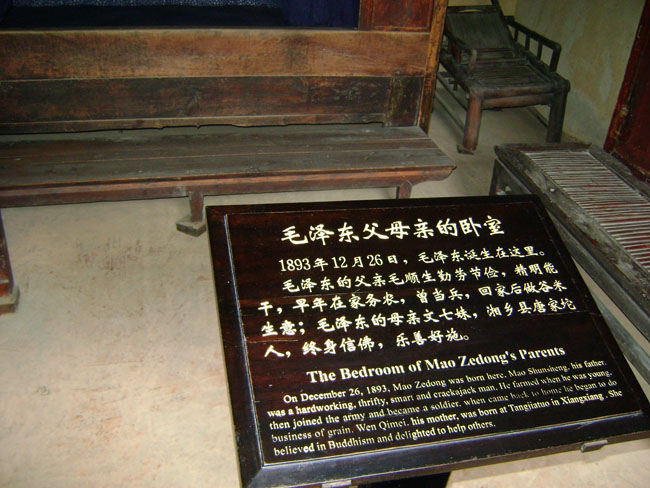 毛泽东父母亲的卧室
1893年12月26日，毛泽东诞生在这里。
毛泽东的父亲毛顺生勤劳节俭，精明能
干，早年在家务农，曾当兵，回家后做谷米
生意；毛泽东的母亲文七妹，湘乡县唐家坨
人，终身信佛，乐善好施。
The Bedroom of Mao Zedong's Parents
On December 26, 1893, Mao Zedong was born here. Mao Shunsheng, his father,
was a hardworking, thrifty, smart and crackajack man. He farmed when he was young,
then joined the army and became a soldier. when came back to home he began to do
business of grain. Wen Qimei, his mother, was born at Tangjiatuo in Xiangxiang. She
believed in Buddhism and delighted to help others.